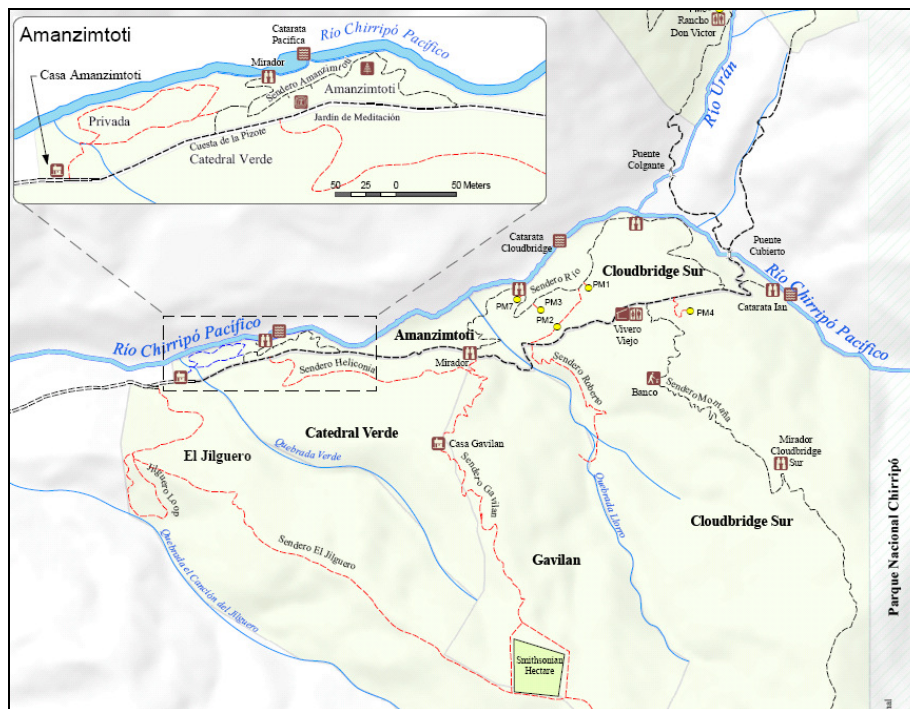 Amanzimtoti
Casa Amanzimtoti
Río Chirripó Pacífico
Catarata
Pacifica
Mirador
Sendero Amanzimtoti
Amanzimtoti
Privada
Jardin de Meditación
Cuesta de la Pizote
Catedral Verde
50 25 0 50 Meters
Rancho
Don Victor
Río Urán
Puente
Colgante
Puente
Cubierto
Catarata
Cloudbridge
Cloudbridge Sur
Sendero Río
PM1
PM3
PM7
PM2
PM4
Río Chirripó Pacífico
Catarata Ian
Vivero
Viejo
Río Chirripó Pacífico
Amanzimtoti
Mirador
Sendero Heliconia
Sendero Roberto
Banco
Sendero Montaña
Catedral Verde
Casa Gavilan
El Jilguero
Quebrada Verde
Sendero Gavilan
Mirador
Cloudbridge
Sur
Jilguero Loop
Quebrada Llorro
Cloudbridge Sur
Sendero El Jilguero
Gavilan
Quebrada el Canción del Jilguero
Parque Nacional Chirripó
Smithsonian
Hectare